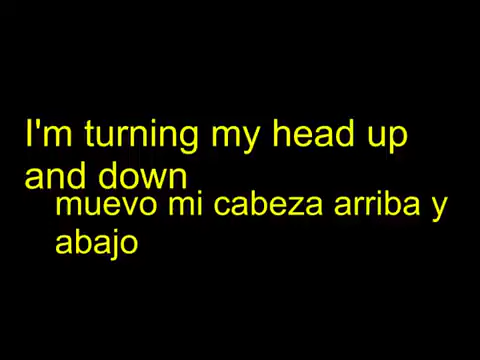 I'm turning my head up
and down
muevo mi cabeza arriba y
abajo